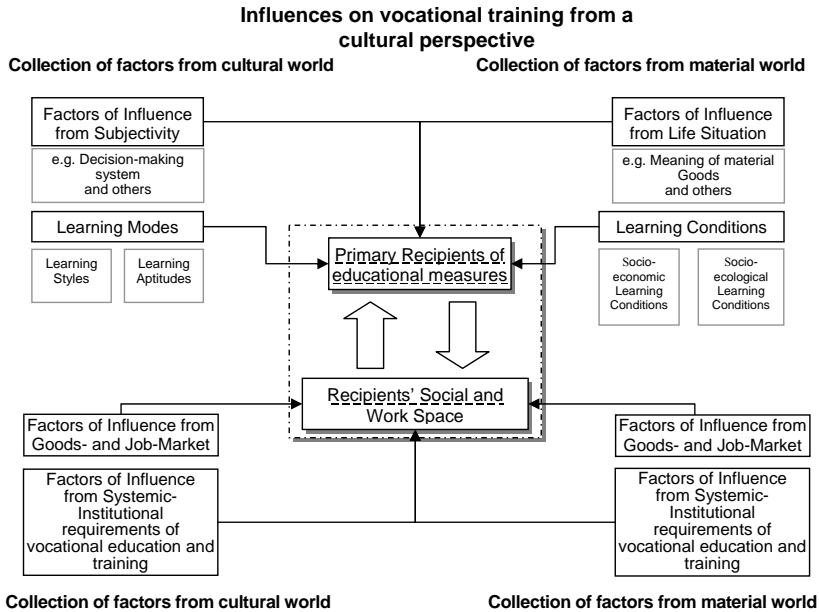 Influences on vocational training from a
cultural perspective
Collection of factors from cultural world
Collection of factors from material world
Factors of Influence
from Subjectivity
e.g. Decision-making
system
and others
Factors of Influence
from Life Situation
e.g. Meaning of material
Goods
and others
Learning Modes
Learning
Styles
Learning
Aptitudes
Primary Recipients of
educational measures
Learning Conditions
Socio-
economic
Learning
Conditions
Socio-
ecological
Learning
Conditions
Recipients' Social and
Work Space
Factors of Influence from
Goods- and Job-Market
Factors of Influence from
Goods- and Job-Market
Factors of Influence
from Systemic-
Institutional
requirements of
vocational education and
training
Factors of Influence
from Systemic-
Institutional
requirements of
vocational education and
training
Collection of factors from cultural world
Collection of factors from material world